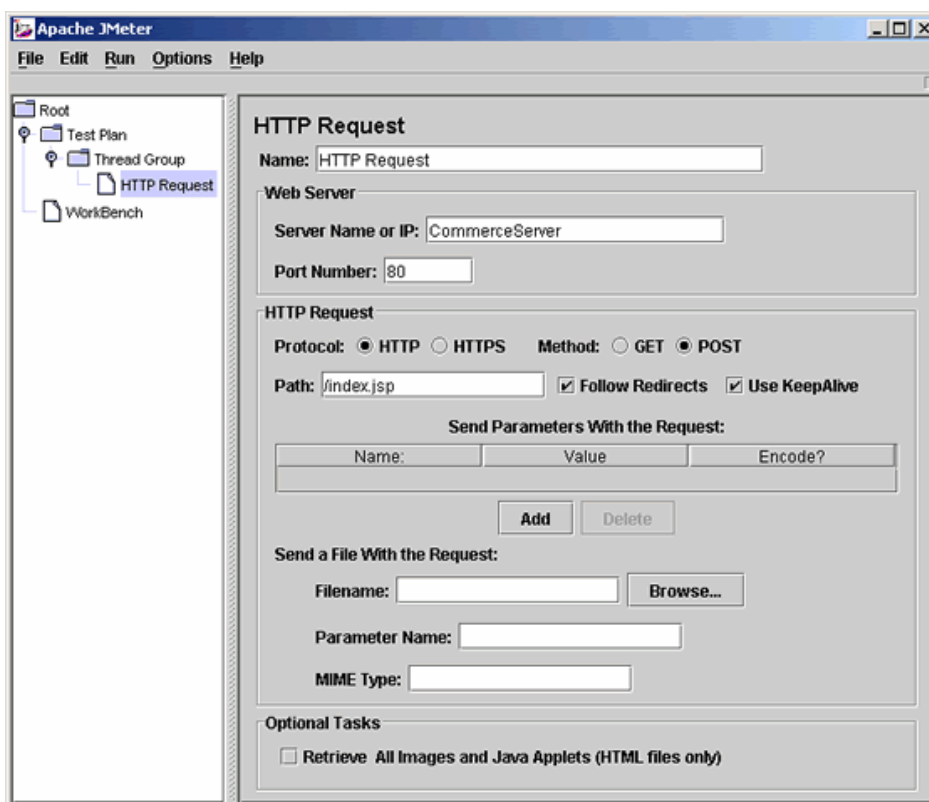 Apache JMeter
File Edit Run Options Help
Root
Test Plan
Thread Group
HTTP Request
WorkBench
HTTP Request
Name: HTTP Request
Web Server
Server Name or IP: CommerceServer
Port Number: 80
HTTP Request
Protocol: HTTP HTTPS Method: GET POST
Path: /index.jsp Follow Redirects Use KeepAlive
Send Parameters With the Request:
Name: Value Encode?
Add Delete
Send a File With the Request:
Filename: Browse...
Parameter Name:
MIME Type:
Optional Tasks
Retrieve All Images and Java Applets (HTML files only)